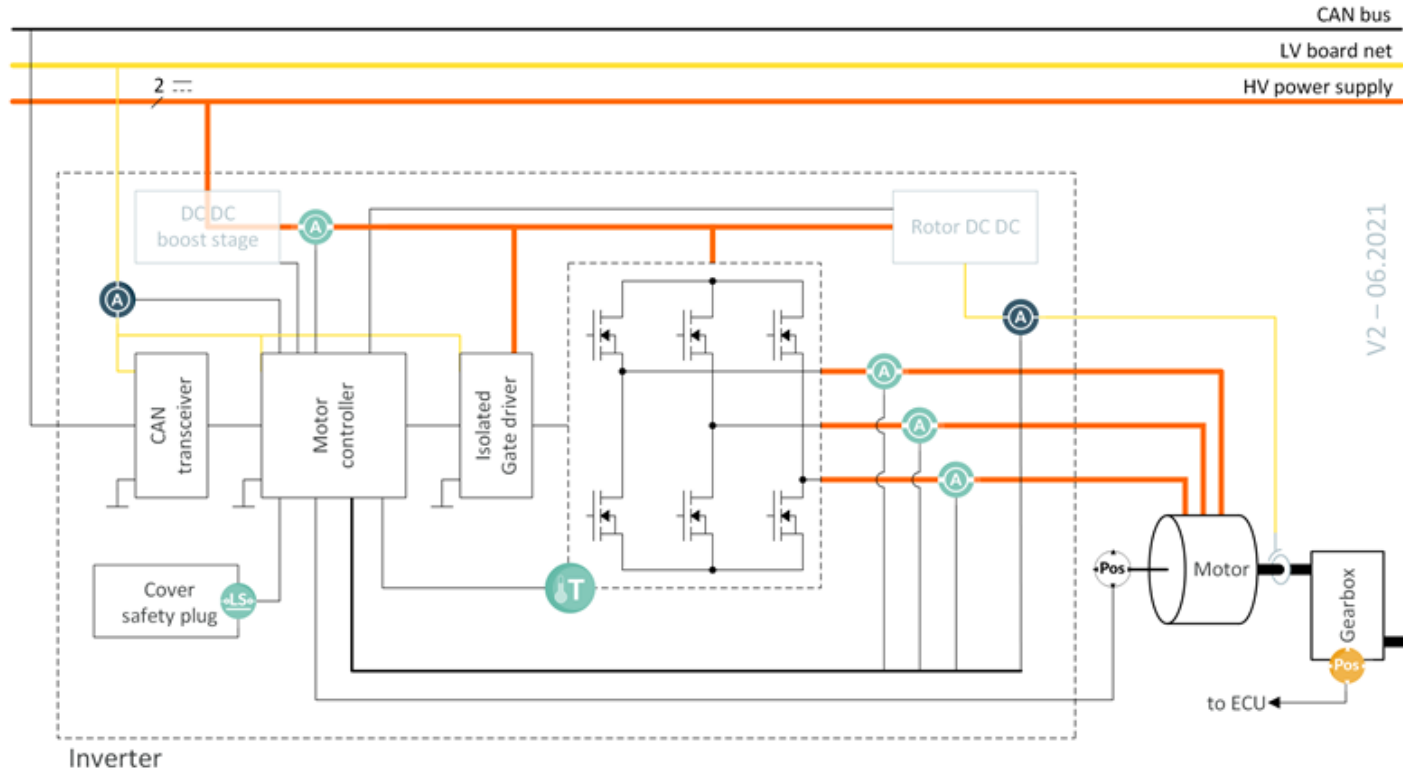 CAN bus
LV board net
2
HV power supply
DC DC
boost stage
A
Rotor DC DC
V2 – 06.2021
A
A
CAN
transceiver
Motor
controller
Isolated
Gate driver
A
A
A
Cover
safety plug
LS
T
Pos
Motor
Gearbox
Pos
to ECU
Inverter